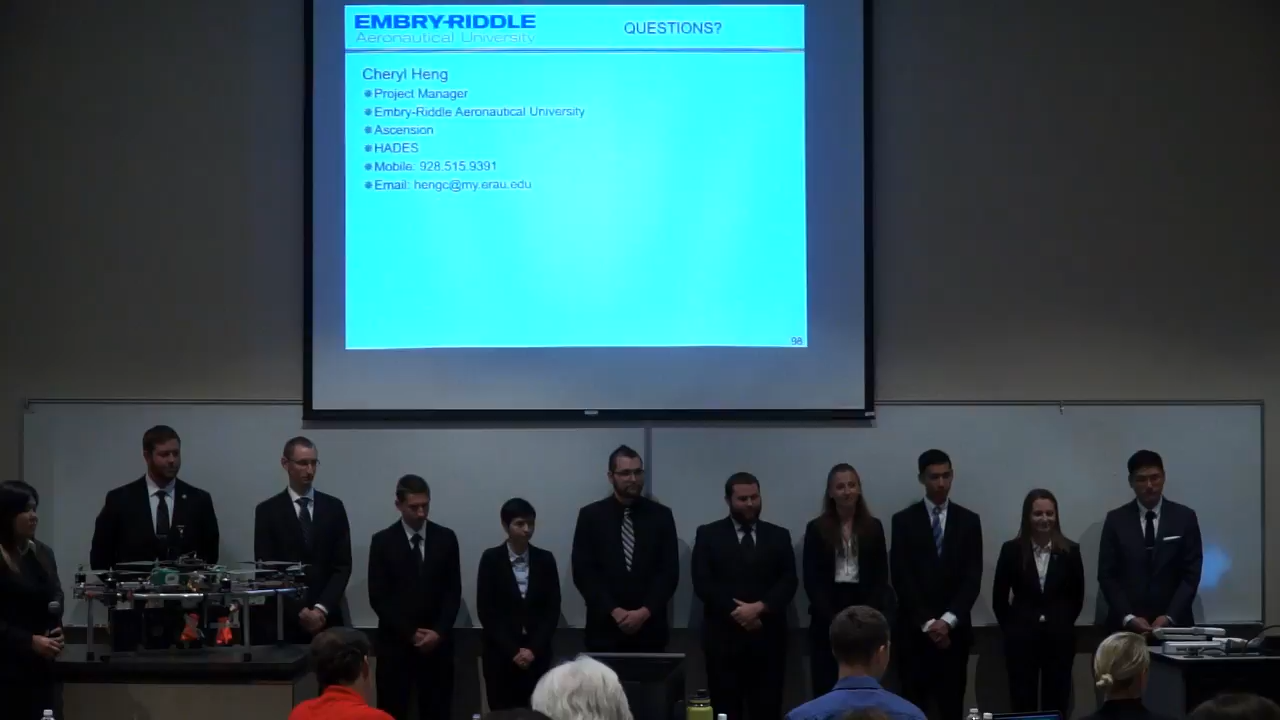 EMBRY-RIDDLE
Aeronautical University
QUESTIONS?
Cheryl Heng
Project Manager
Embry-Riddle Aeronautical University
Ascension
HADES
Mobile: 928.515.9391
Email: hengc@my.erau.edu
98